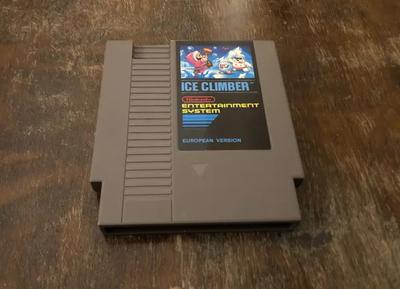 ICE CLIMBER
Nintendo
ENTERTAINMENT
SYSTEM
EUROPEAN VERSION